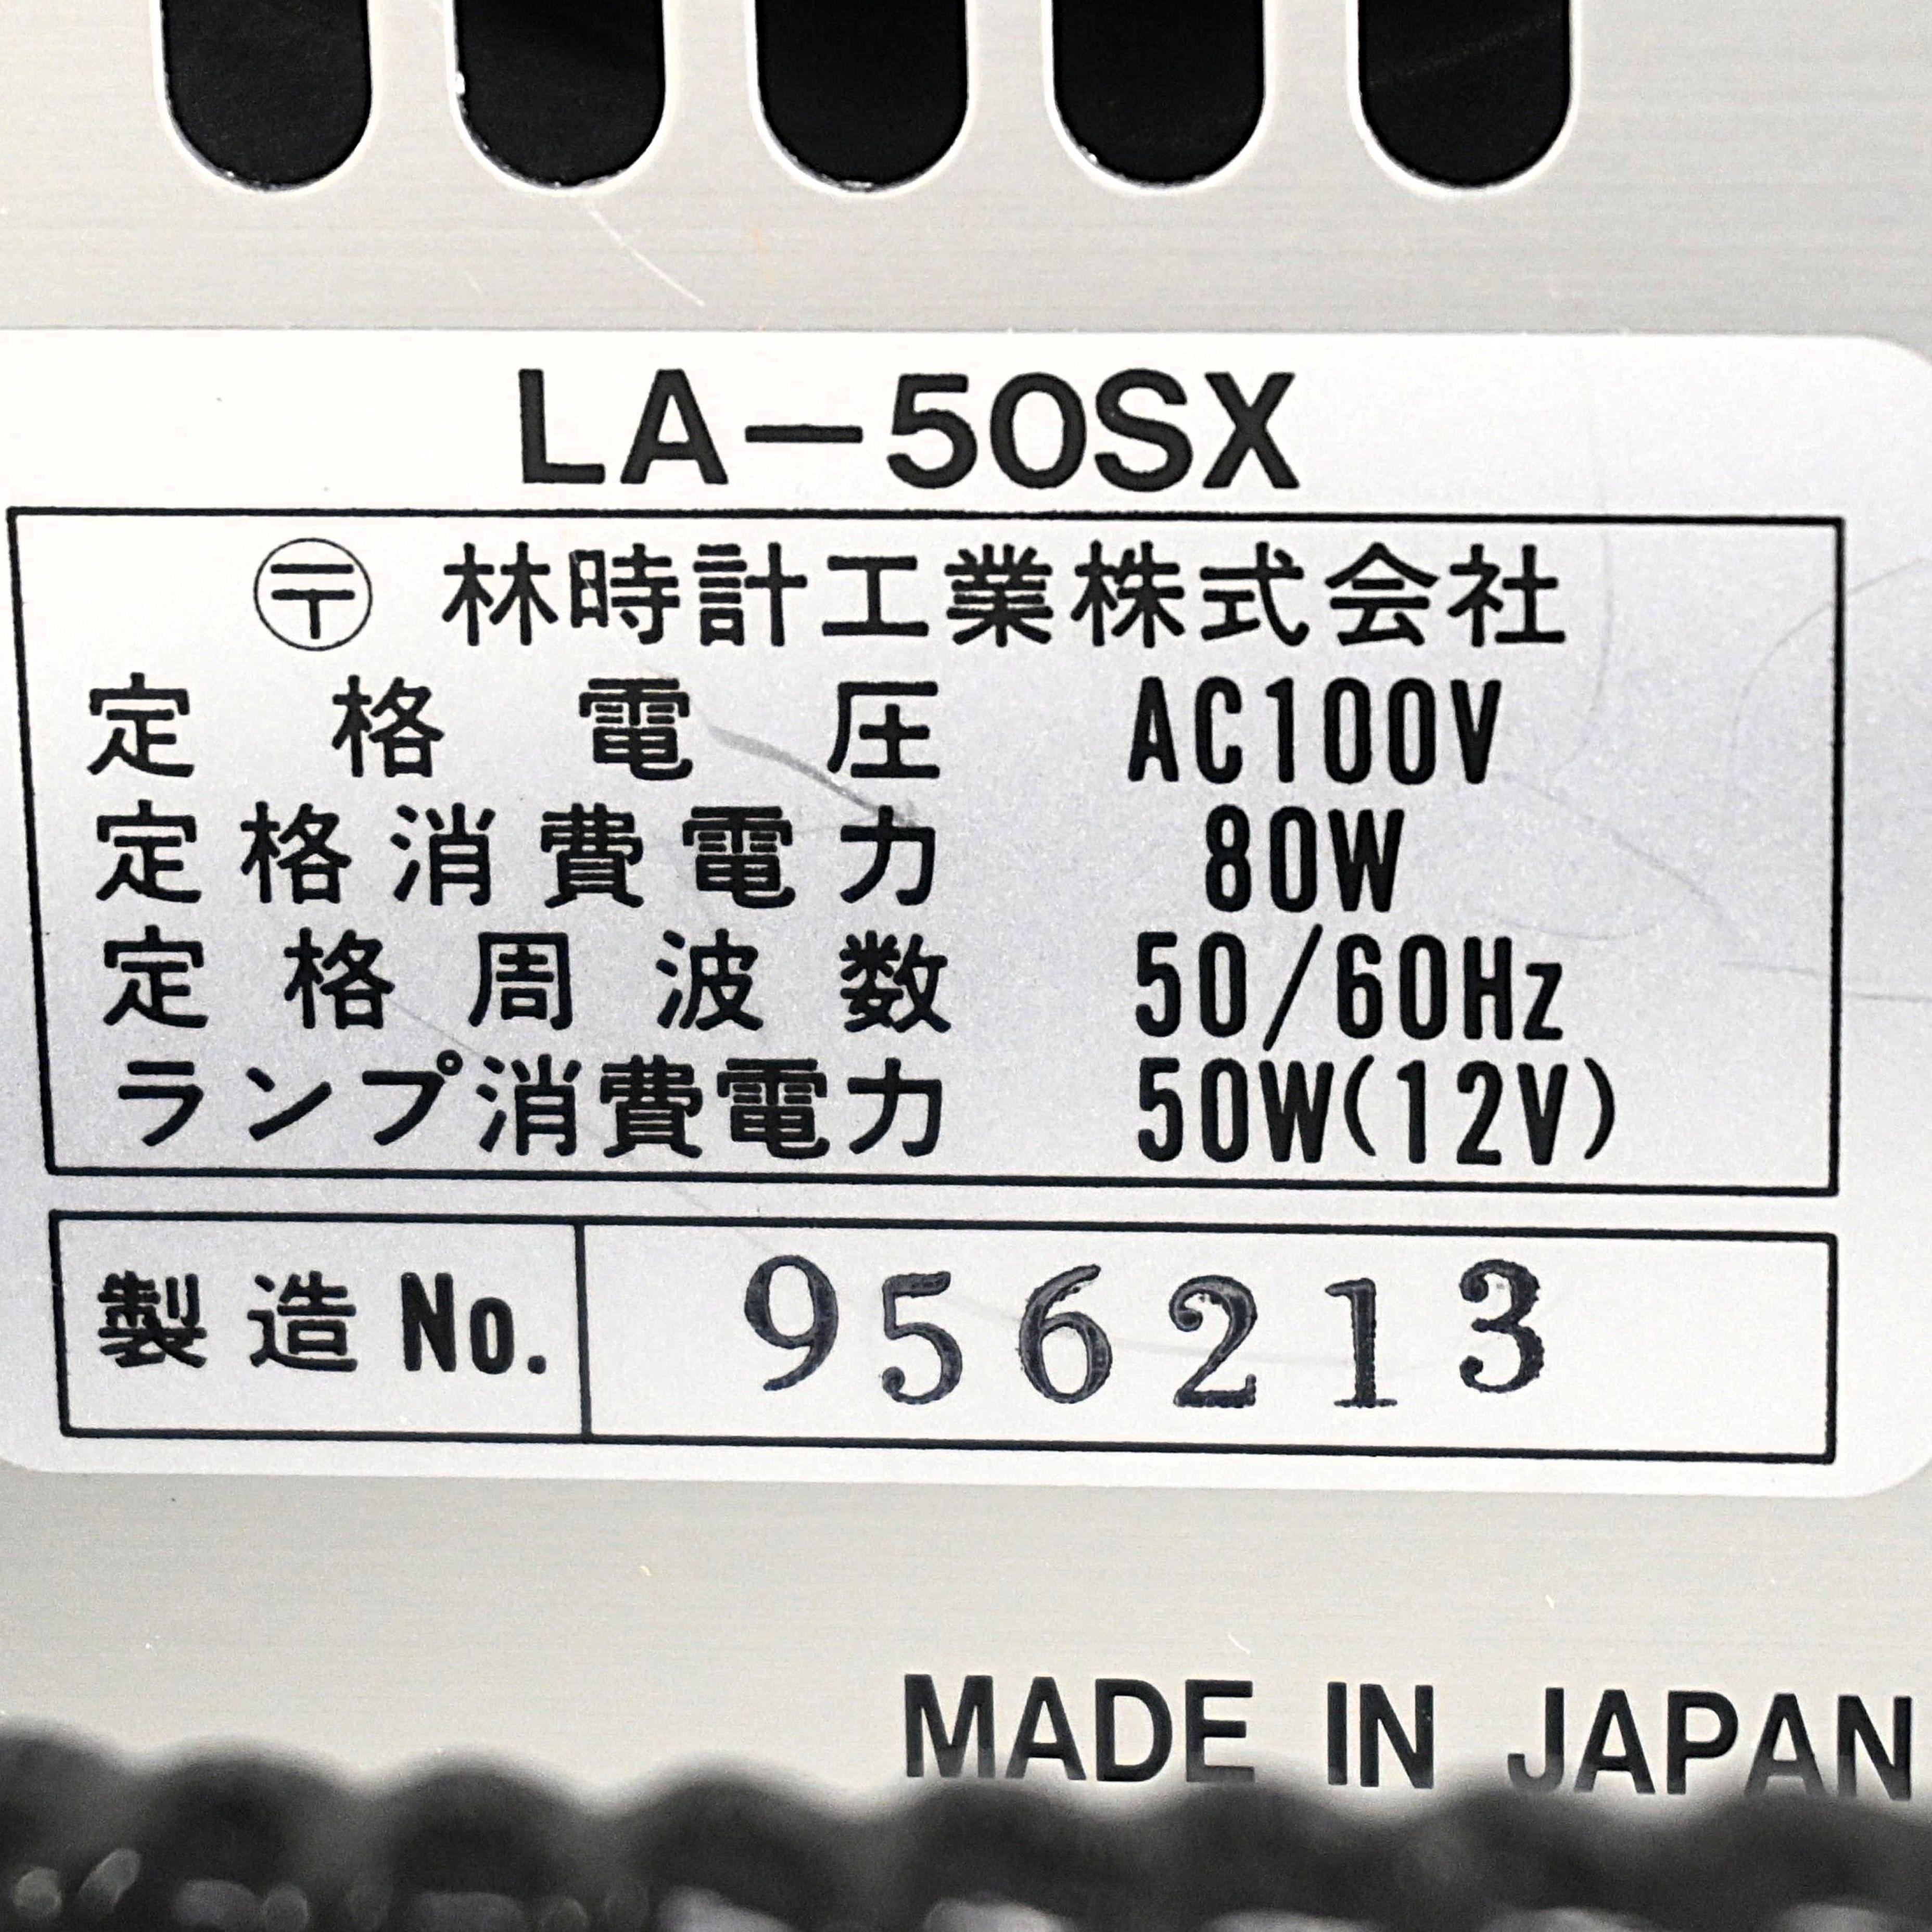 LA-50SX
〶 林時計工業株式会社
定格電圧 AC100V
定格消費電力 80W
定格周波数 50/60Hz
ランプ消費電力 50W(12V)
製造No. 956213
MADE IN JAPAN